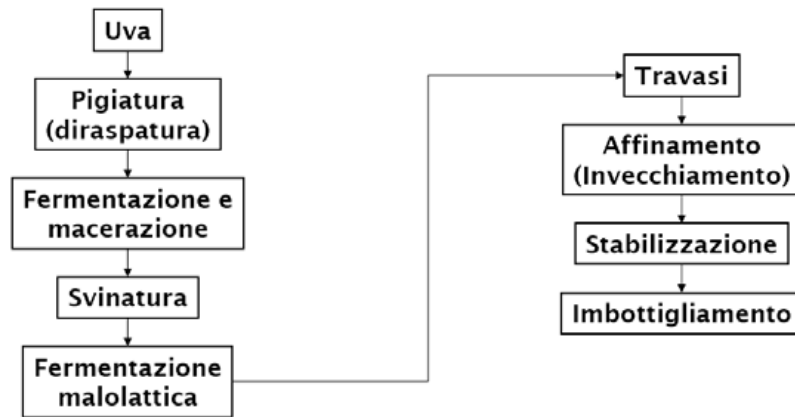 Uva
Pigiatura
(diraspatura)
Fermentazione e
macerazione
Svinatura
Fermentazione
malolattica
Travasi
Affinamento
(Invecchiamento)
Stabilizzazione
Imbottigliamento